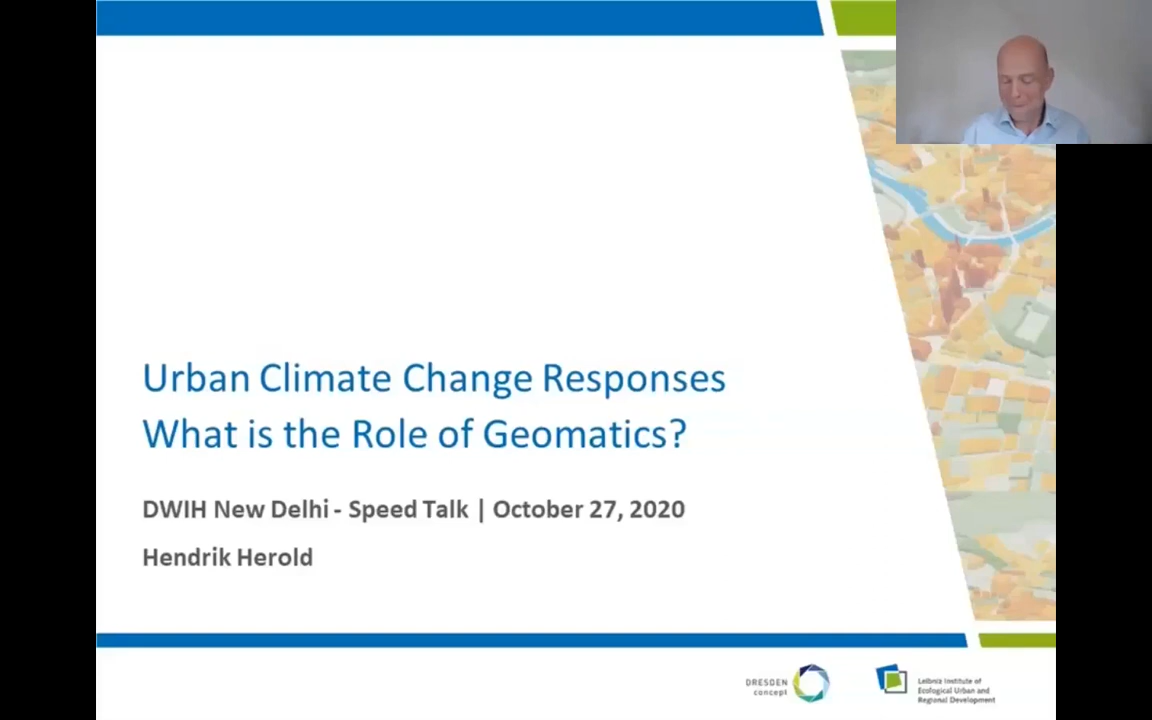 Urban Climate Change Responses
What is the Role of Geomatics?
DWIH New Delhi - Speed Talk | October 27, 2020
Hendrik Herold
DRESDEN
concept
Leibniz Institute of
Ecological Urban and
Regional Development